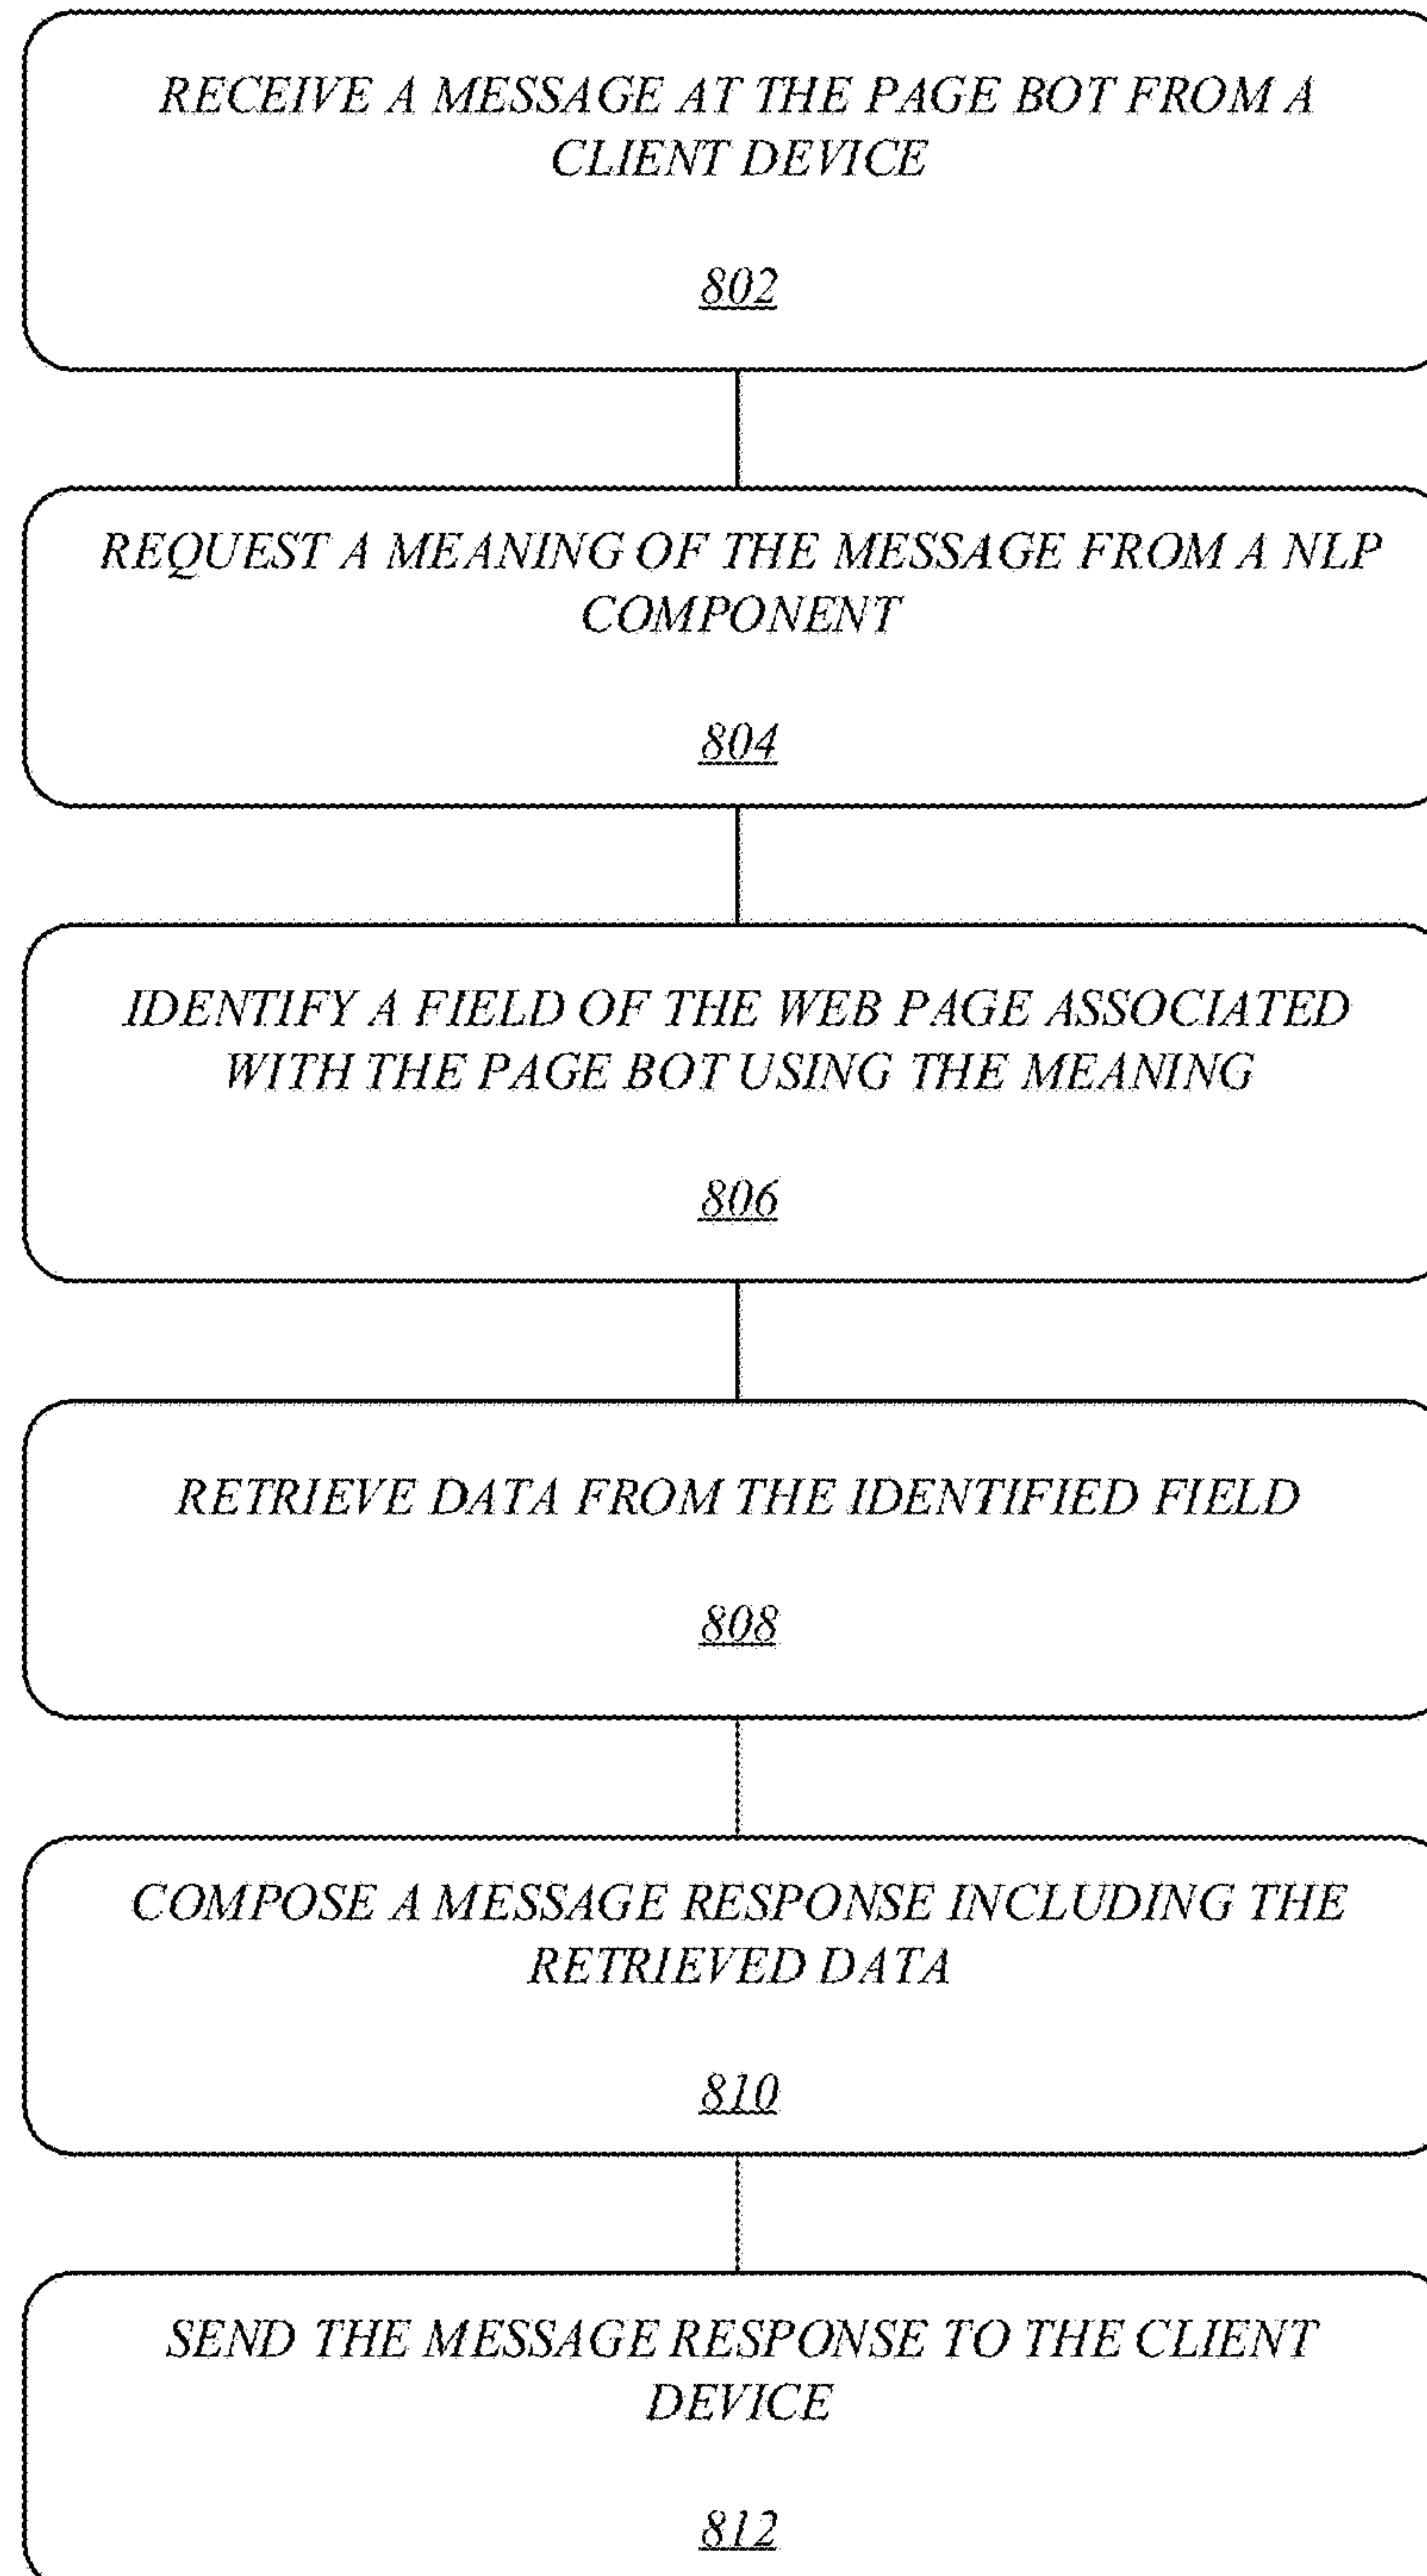 RECEIVE A MESSAGE AT THE PAGE BOT FROM A
CLIENT DEVICE
802
REQUEST A MEANING OF THE MESSAGE FROM A NLP
COMPONENT
804
IDENTIFY A FIELD OF THE WEB PAGE ASSOCIATED
WITH THE PAGE BOT USING THE MEANING
806
RETRIEVE DATA FROM THE IDENTIFIED FIELD
808
COMPOSE A MESSAGE RESPONSE INCLUDING THE
RETRIEVED DATA
810
SEND THE MESSAGE RESPONSE TO THE CLIENT
DEVICE
812